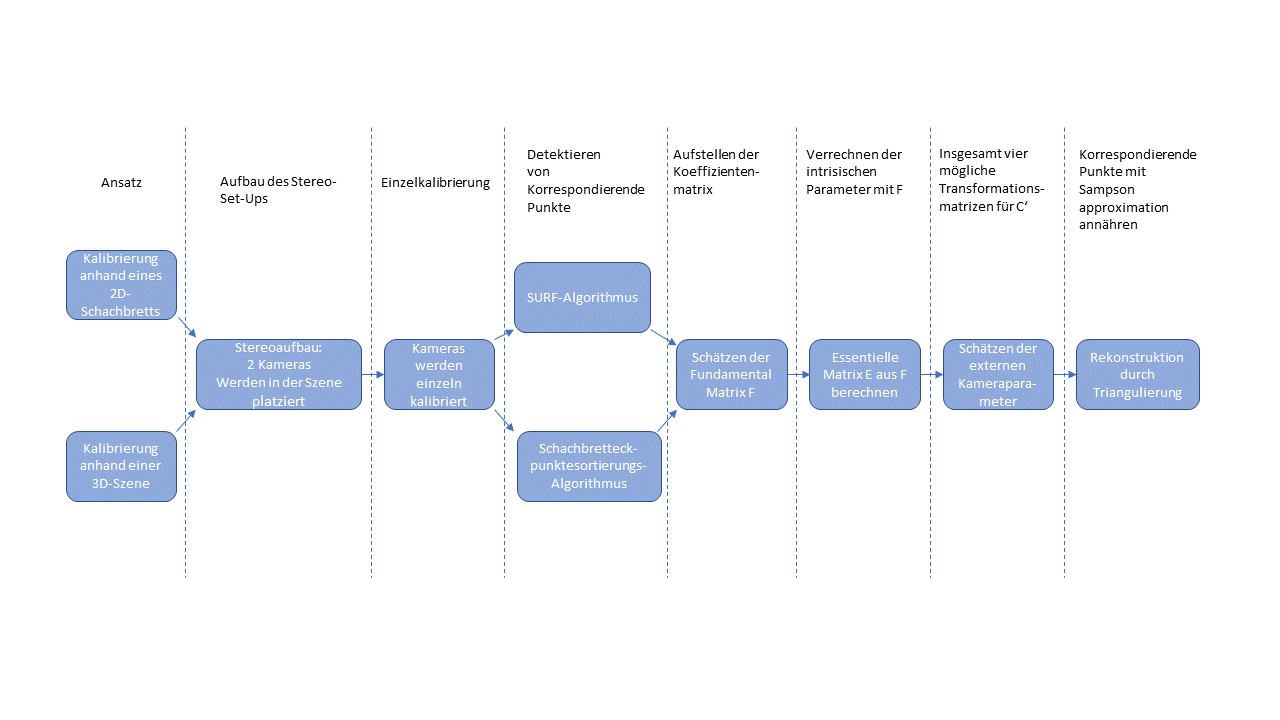 Ansatz
Aufbau des Stereo-
Set-Ups
Einzelkalibrierung
Detektieren
von
Korrespondierende
Punkte
Aufstellen der
Koeffizienten-
matrix
Verrechnen der
intrisischen
Parameter mit F
Insgesamt vier
mögliche
Transformations-
matrizen für C‘
Korrespondierende
Punkte mit
Sampson
approximation
annähren
Kalibrierung
anhand eines
2D-
Schachbretts
Kalibrierung
anhand einer
3D-Szene
Stereoaufbau:
2 Kameras
Werden in der Szene
platziert
Kameras
werden
einzeln
kalibriert
SURF-Algorithmus
Schachbretteck-
punktesortierungs-
Algorithmus
Schätzen der
Fundamental
Matrix F
Essentielle
Matrix E aus F
berechnen
Schätzen der
externen
Kamerapara-
meter
Rekonstruktion
durch
Triangulierung